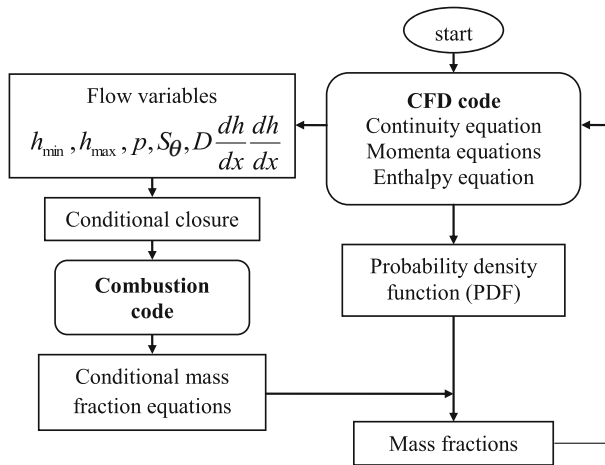 start
CFD code
Continuity equation
Momenta equations
Enthalpy equation
Flow variables
h_min , h_max , p, S_θ, D dh/dx dh/dx
Conditional closure
Combustion
code
Conditional mass
fraction equations
Probability density
function (PDF)
Mass fractions